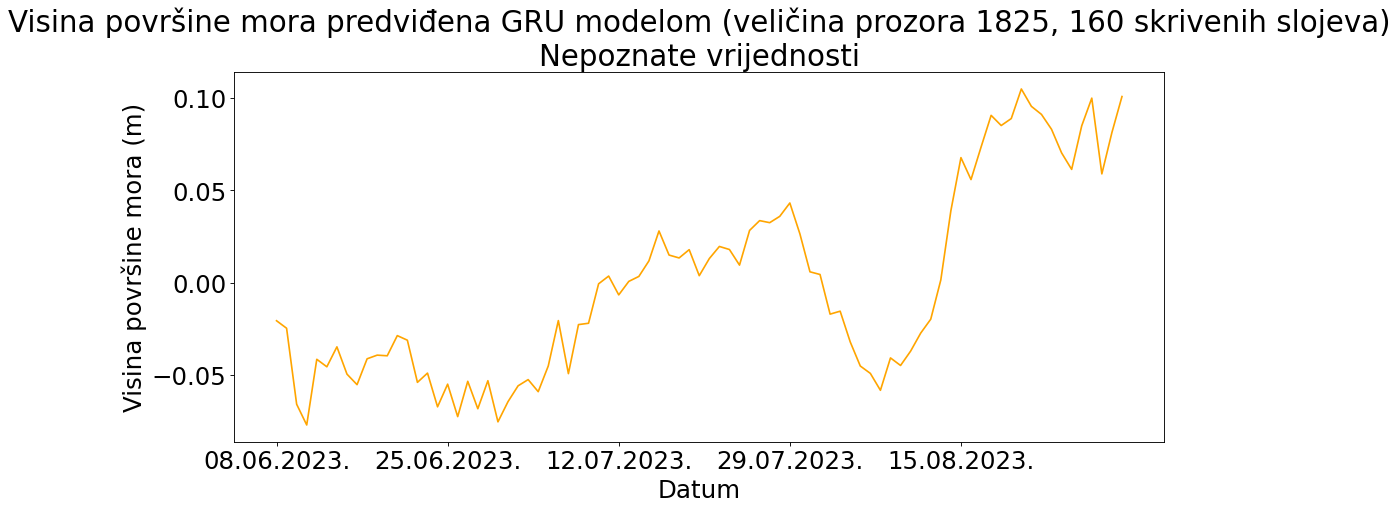 Visina površine mora predviđena GRU modelom (veličina prozora 1825, 160 skrivenih slojeva)
Nepoznate vrijednosti
Visina površine mora (m)
0.10
0.05
0.00
−0.05
08.06.2023.
25.06.2023.
12.07.2023.
29.07.2023.
15.08.2023.
Datum